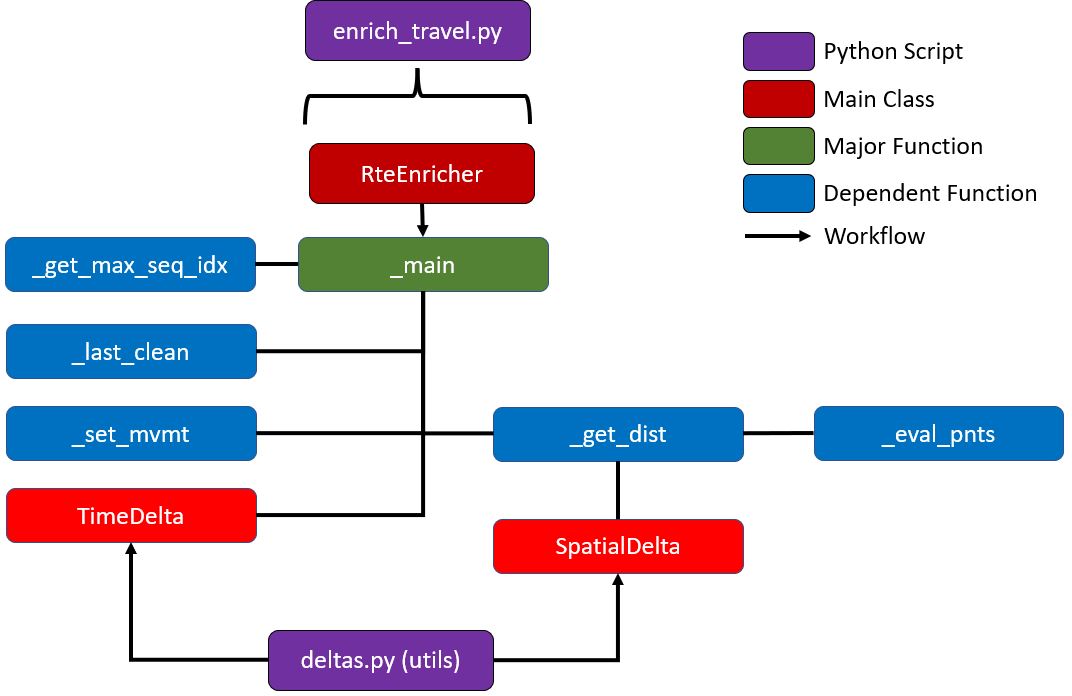 enrich_travel.py
Python Script
Main Class
Major Function
Dependent Function
Workflow
RteEnricher
_get_max_seq_idx
_main
_last_clean
_set_mvmt
_get_dist
_eval_pnts
TimeDelta
SpatialDelta
deltas.py (utils)